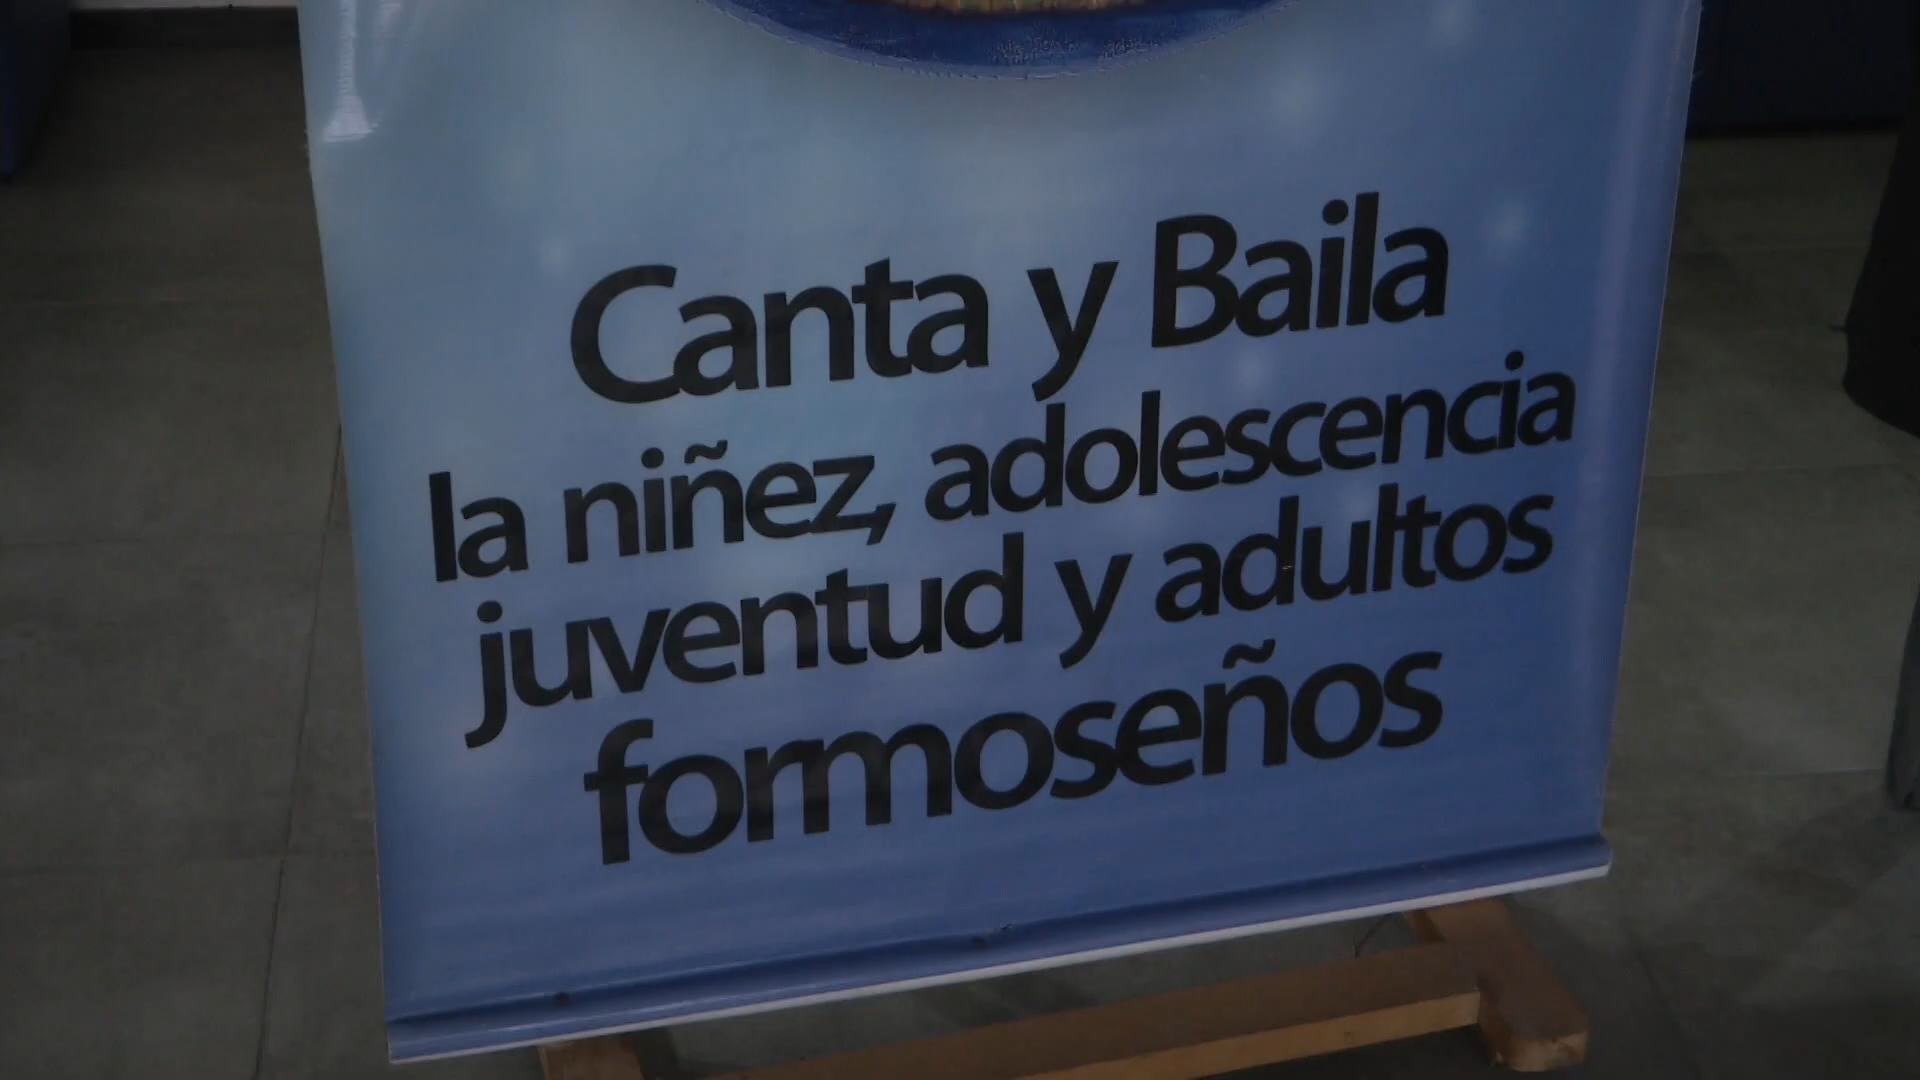 Canta y Baila
la niñez, adolescencia
juventud y adultos
formoseños